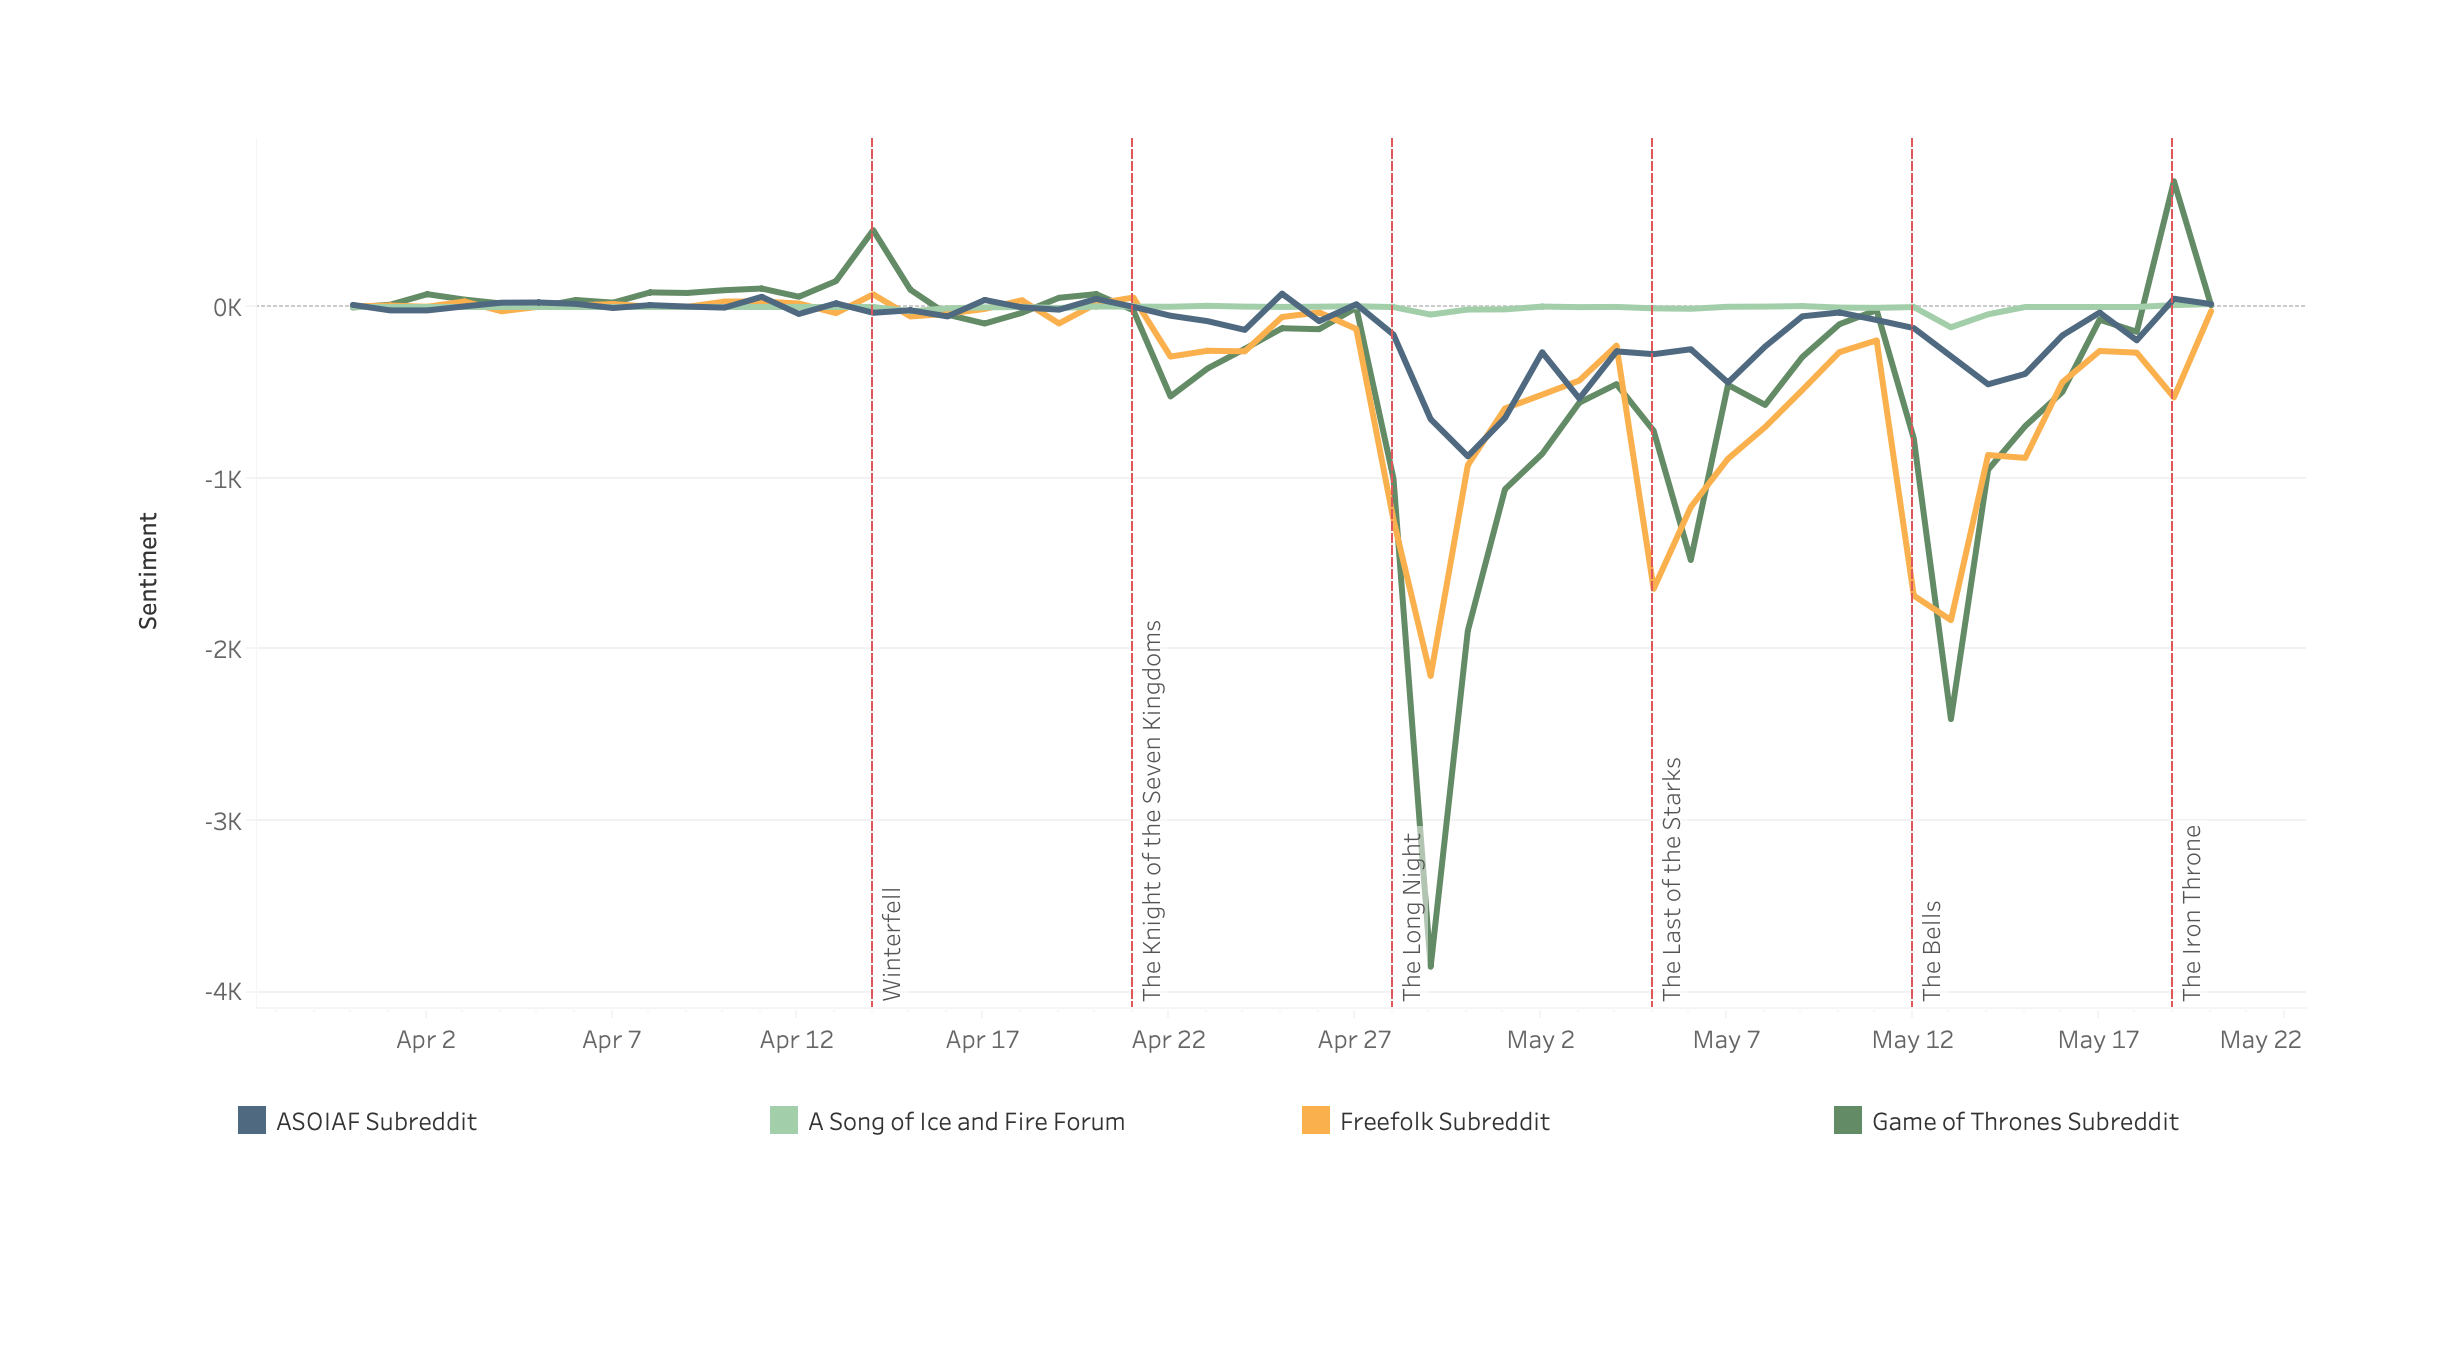 0K
-1K
-2K
-3K
-4K
Sentiment
Winterfell
The Knight of the Seven Kingdoms
The Long Night
The Last of the Starks
The Bells
The Iron Throne
Apr 2 Apr 7 Apr 12 Apr 17 Apr 22 Apr 27 May 2 May 7 May 12 May 17 May 22
ASOIAF Subreddit A Song of Ice and Fire Forum Freefolk Subreddit Game of Thrones Subreddit